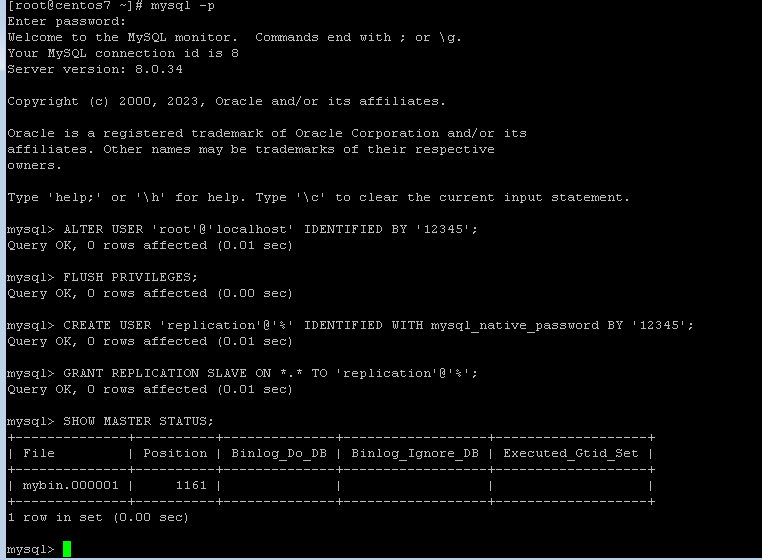 [root@centos7 ~]# mysql -p
Enter password:
Welcome to the MySQL monitor.  Commands end with ; or \g.
Your MySQL connection id is 8
Server version: 8.0.34

Copyright (c) 2000, 2023, Oracle and/or its affiliates.

Oracle is a registered trademark of Oracle Corporation and/or its
affiliates. Other names may be trademarks of their respective
owners.

Type 'help;' or '\h' for help. Type '\c' to clear the current input statement.

mysql> ALTER USER 'root'@'localhost' IDENTIFIED BY '12345';
Query OK, 0 rows affected (0.01 sec)

mysql> FLUSH PRIVILEGES;
Query OK, 0 rows affected (0.00 sec)

mysql> CREATE USER 'replication'@'%' IDENTIFIED WITH mysql_native_password BY '12345';
Query OK, 0 rows affected (0.01 sec)

mysql> GRANT REPLICATION SLAVE ON *.* TO 'replication'@'%';
Query OK, 0 rows affected (0.01 sec)

mysql> SHOW MASTER STATUS;
+--------------+----------+--------------+------------------+-------------------+
| File         | Position | Binlog_Do_DB | Binlog_Ignore_DB | Executed_Gtid_Set |
+--------------+----------+--------------+------------------+-------------------+
| mybin.000001 |     1161 |              |                  |                   |
+--------------+----------+--------------+------------------+-------------------+
1 row in set (0.00 sec)

mysql>